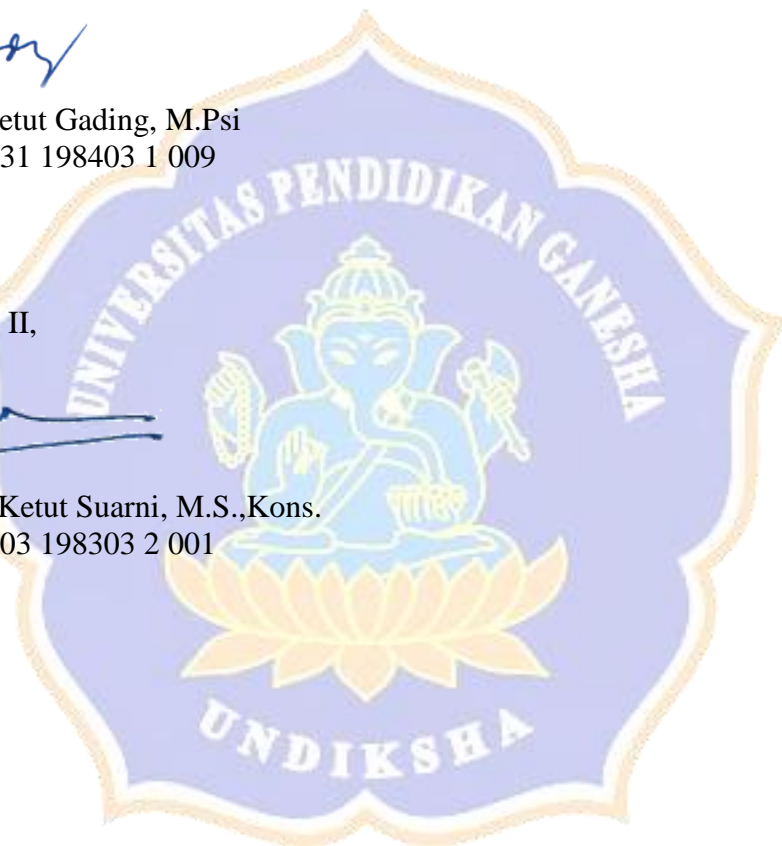 etut Gading, M.Psi
31 198403 1 009
UNIVERSITAS PENDIDIKAN GANESHA
II,
Ketut Suarni, M.S.,Kons.
03 198303 2 001
UNDIKSHA